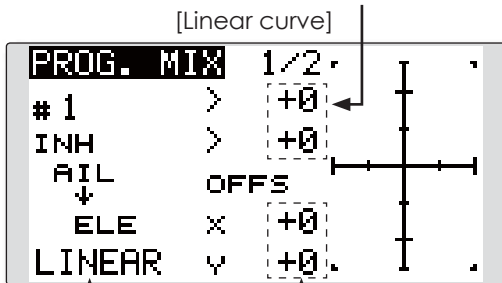 [Linear curve]
PROG. MIX 1/2
#1 > +0
INH > +0
AIL OFFS
↓
ELE X +0
LINEAR Y +0